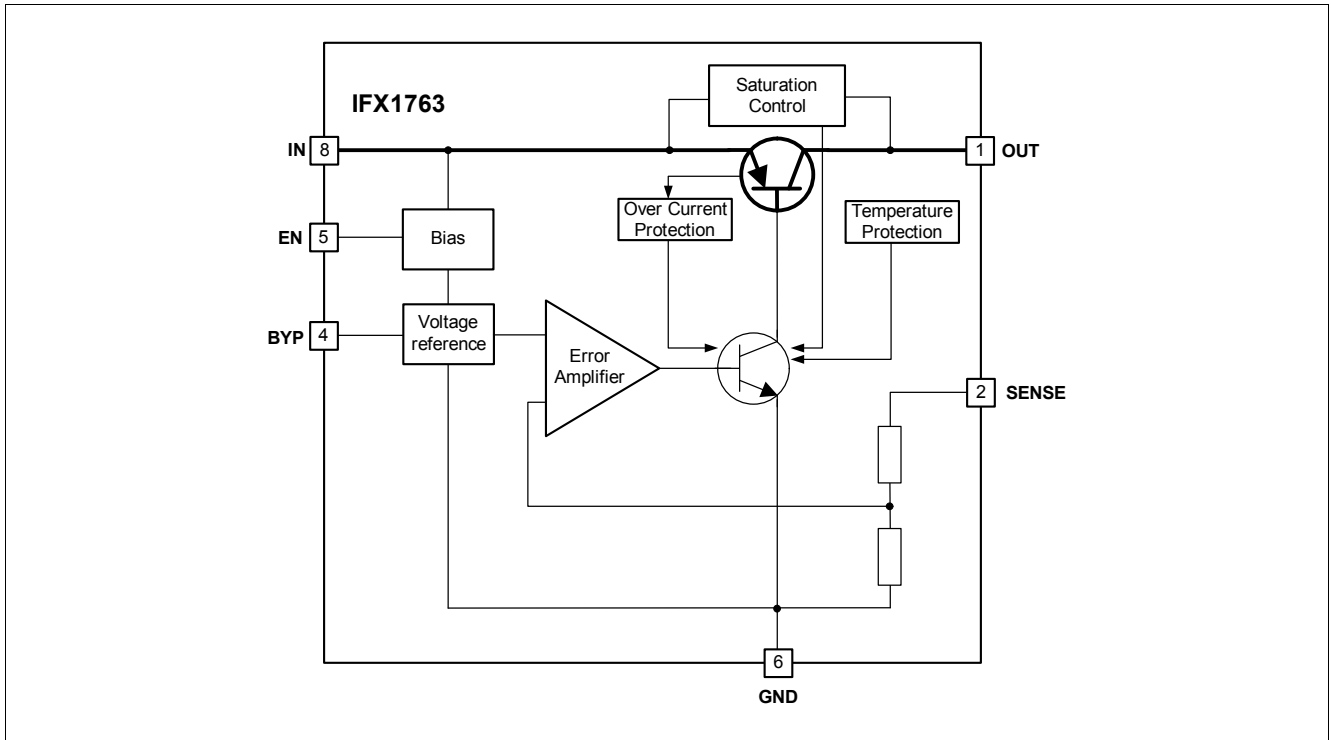 Saturation
Control
IFX1763
IN 8
1 OUT
Over Current
Protection
Temperature
Protection
EN 5
Bias
BYP 4
Voltage
reference
Error
Amplifier
2 SENSE
6
GND